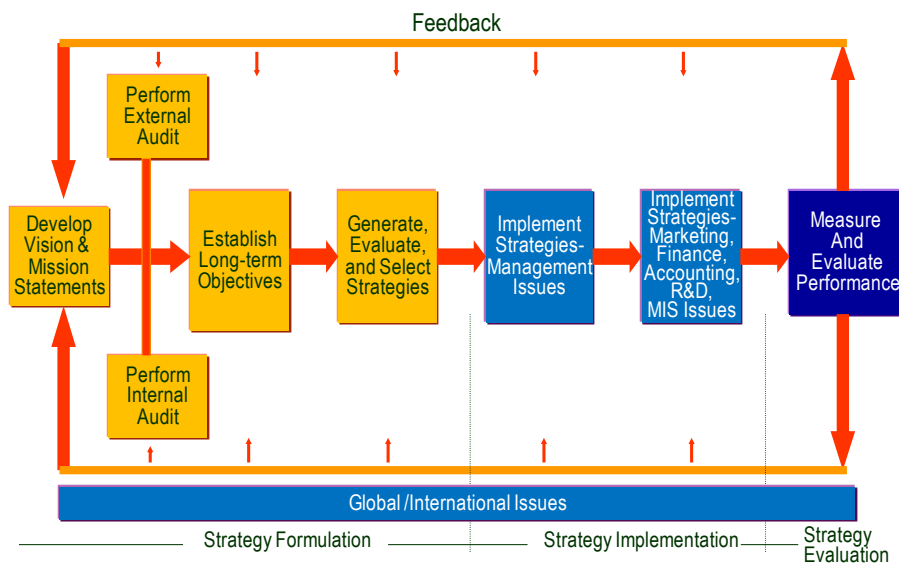 Feedback
Perform
External
Audit
Develop
Vision &
Mission
Statements
Establish
Long-term
Objectives
Generate,
Evaluate,
and Select
Strategies
Implement
Strategies-
Management
Issues
Implement
Strategies-
Marketing,
Finance,
Accounting,
R&D,
MIS Issues
Measure
And
Evaluate
Performance
Perform
Internal
Audit
Global /International Issues
Strategy Formulation
Strategy Implementation
Strategy
Evaluation